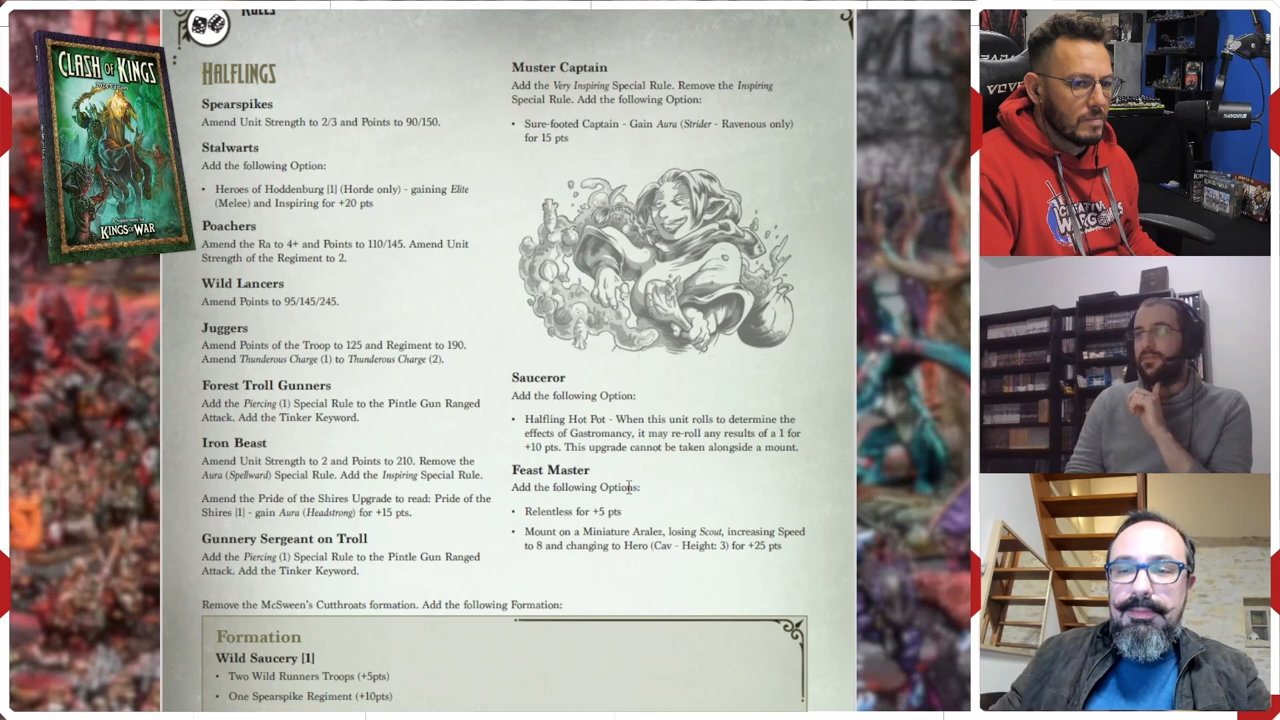 RULES
CLASH OF KINGS
A supplement for
KINGS OF WAR
HALFLINGS
Spearspikes
Amend Unit Strength to 2/3 and Points to 90/150.
Stalwarts
Add the following Option:
• Heroes of Hoddenburg [1] (Horde only) - gaining Elite
(Melee) and Inspiring for +20 pts
Poachers
Amend the Ra to 4+ and Points to 110/145. Amend Unit
Strength of the Regiment to 2.
Wild Lancers
Amend Points to 95/145/245.
Juggers
Amend Points of the Troop to 125 and Regiment to 190.
Amend Thunderous Charge (1) to Thunderous Charge (2).
Forest Troll Gunners
Add the Piercing (1) Special Rule to the Pintle Gun Ranged
Attack. Add the Tinker Keyword.
Iron Beast
Amend Unit Strength to 2 and Points to 210. Remove the
Aura (Spellward) Special Rule. Add the Inspiring Special Rule.
Amend the Pride of the Shires Upgrade to read: Pride of the
Shires [1] - gain Aura (Headstrong) for +15 pts.
Gunnery Sergeant on Troll
Add the Piercing (1) Special Rule to the Pintle Gun Ranged
Attack. Add the Tinker Keyword.
Muster Captain
Add the Very Inspiring Special Rule. Remove the Inspiring
Special Rule. Add the following Option:
• Sure-footed Captain - Gain Aura (Strider - Ravenous only)
for 15 pts
Sauceror
Add the following Option:
• Halfling Hot Pot - When this unit rolls to determine the
effects of Gastromancy, it may re-roll any results of a 1 for
+10 pts. This upgrade cannot be taken alongside a mount.
Feast Master
Add the following Options:
• Relentless for +5 pts
• Mount on a Miniature Aralez, losing Scout, increasing Speed
to 8 and changing to Hero (Cav - Height: 3) for +25 pts
Remove the McSween's Cutthroats formation. Add the following Formation:
Formation
Wild Saucery [1]
• Two Wild Runners Troops (+5pts)
• One Spearspike Regiment (+10pts)